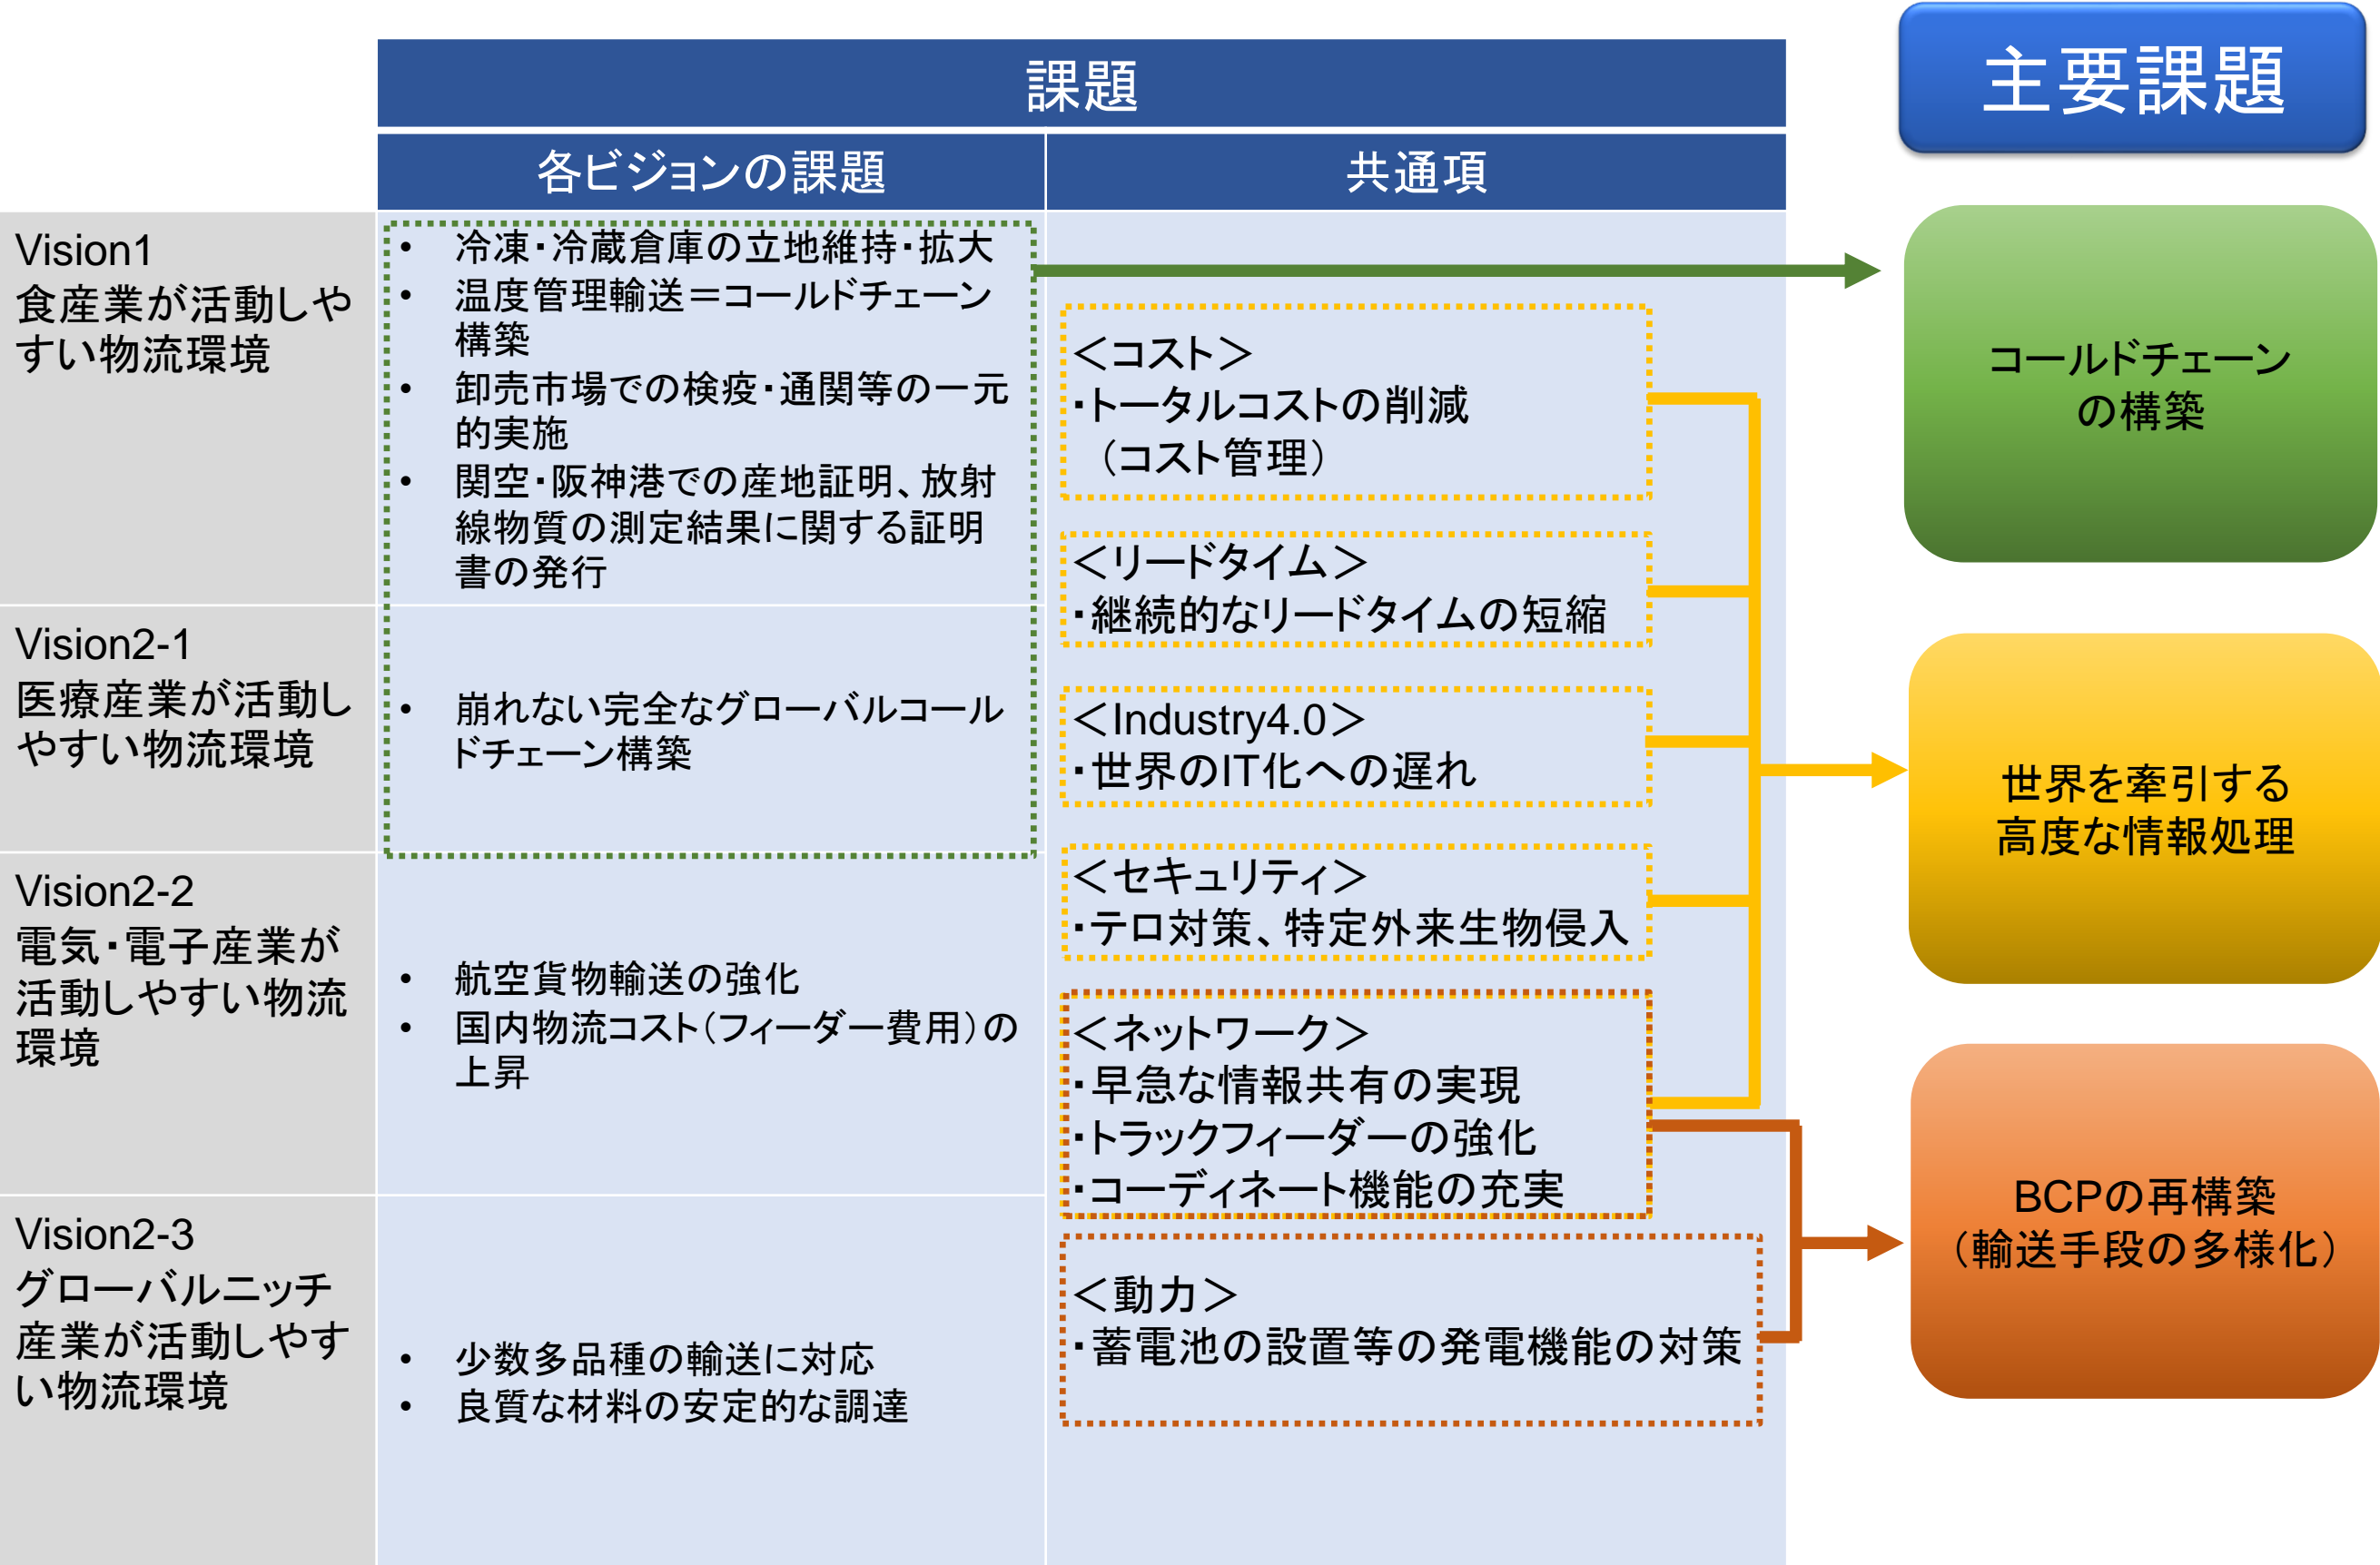 課題
主要課題
各ビジョンの課題
共通項
Vision1
食産業が活動しや
すい物流環境
• 冷凍・冷蔵倉庫の立地維持・拡大
• 温度管理輸送＝コールドチェーン
構築
• 卸売市場での検疫・通関等の一元
的実施
• 関空・阪神港での産地証明、放射
線物質の測定結果に関する証明
書の発行
Vision2-1
医療産業が活動し
やすい物流環境
• 崩れない完全なグローバルコール
ドチェーン構築
Vision2-2
電気・電子産業が
活動しやすい物流
環境
• 航空貨物輸送の強化
• 国内物流コスト（フィーダー費用）の
上昇
Vision2-3
グローバルニッチ
産業が活動しやす
い物流環境
• 少数多品種の輸送に対応
• 良質な材料の安定的な調達
＜コスト＞
・トータルコストの削減
（コスト管理）
＜リードタイム＞
・継続的なリードタイムの短縮
＜Industry4.0＞
・世界のIT化への遅れ
＜セキュリティ＞
・テロ対策、特定外来生物侵入
＜ネットワーク＞
・早急な情報共有の実現
・トラックフィーダーの強化
・コーディネート機能の充実
＜動力＞
・蓄電池の設置等の発電機能の対策
コールドチェーン
の構築
世界を牽引する
高度な情報処理
BCPの再構築
（輸送手段の多様化）